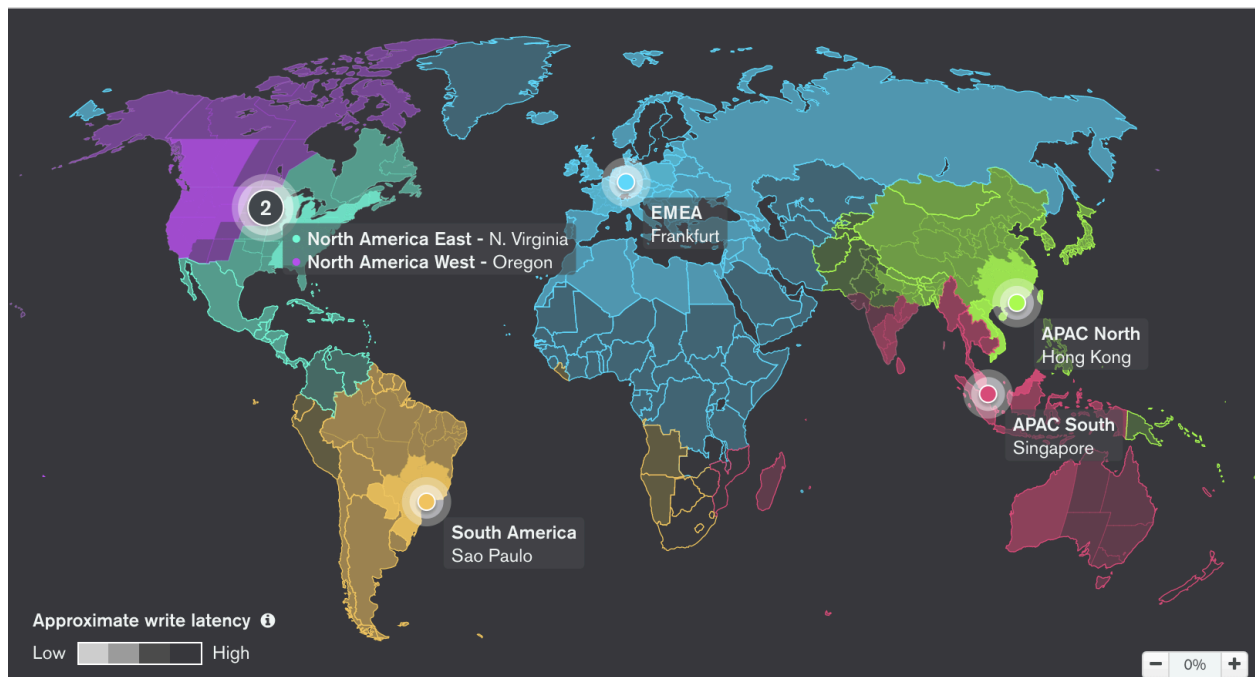 2
North America East - N. Virginia
North America West - Oregon
EMEA
Frankfurt
APAC North
Hong Kong
APAC South
Singapore
South America
Sao Paulo
Approximate write latency i
Low High
− 0% +